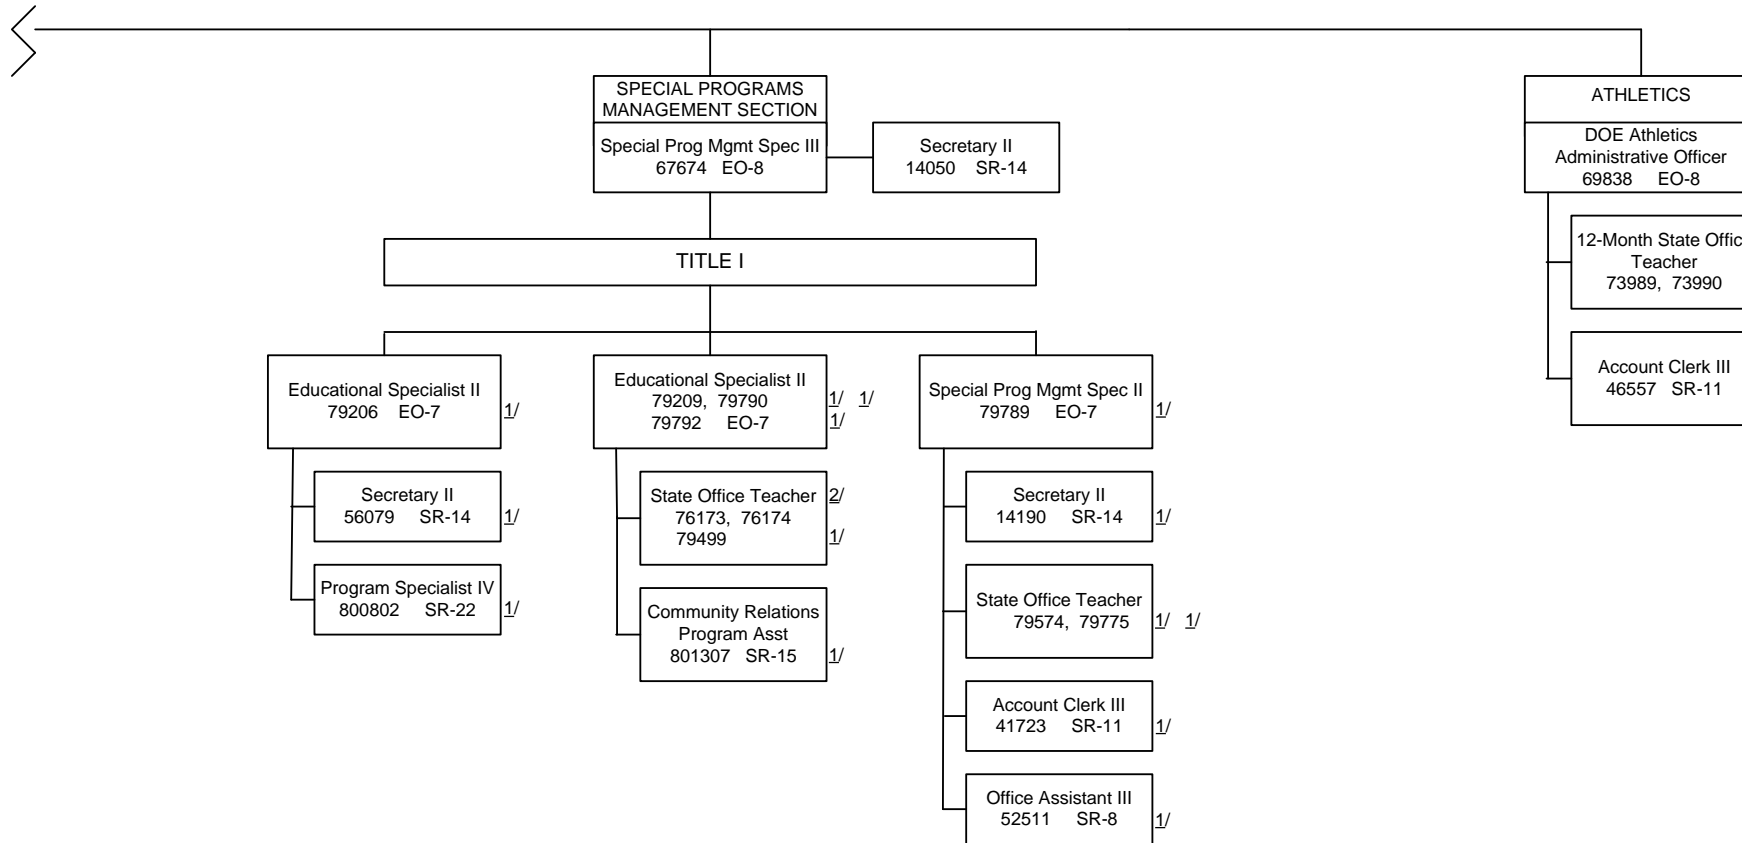 SPECIAL PROGRAMS
MANAGEMENT SECTION
Special Prog Mgmt Spec III
67674 EO-8
Secretary II
14050 SR-14
ATHLETICS
DOE Athletics
Administrative Officer
69838 EO-8
12-Month State Offic
Teacher
73989, 73990
Account Clerk III
46557 SR-11
TITLE I
Educational Specialist II
79206 EO-7 1/
Secretary II
56079 SR-14 1/
Program Specialist IV
800802 SR-22 1/
Educational Specialist II
79209, 79790 1/ 1/
79792 EO-7 1/
State Office Teacher 2/
76173, 76174
79499 1/
Community Relations
Program Asst
801307 SR-15 1/
Special Prog Mgmt Spec II
79789 EO-7 1/
Secretary II
14190 SR-14 1/
State Office Teacher
79574, 79775 1/ 1/
Account Clerk III
41723 SR-11 1/
Office Assistant III
52511 SR-8 1/